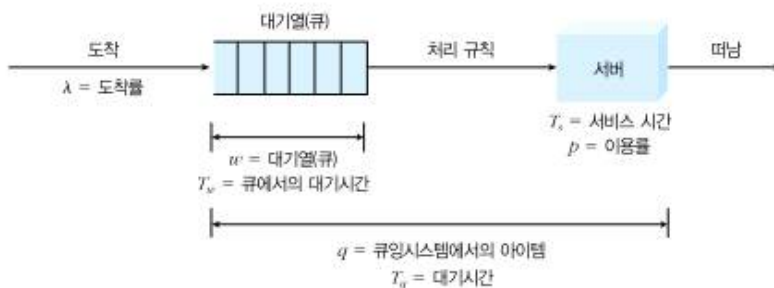 대기열(큐)
도착
λ = 도착률
처리 규칙
서버
떠남
T_s = 서비스 시간
p = 이용률
w = 대기열(큐)
T_w = 큐에서의 대기시간
q = 큐잉시스템에서의 아이템
T_q = 대기시간